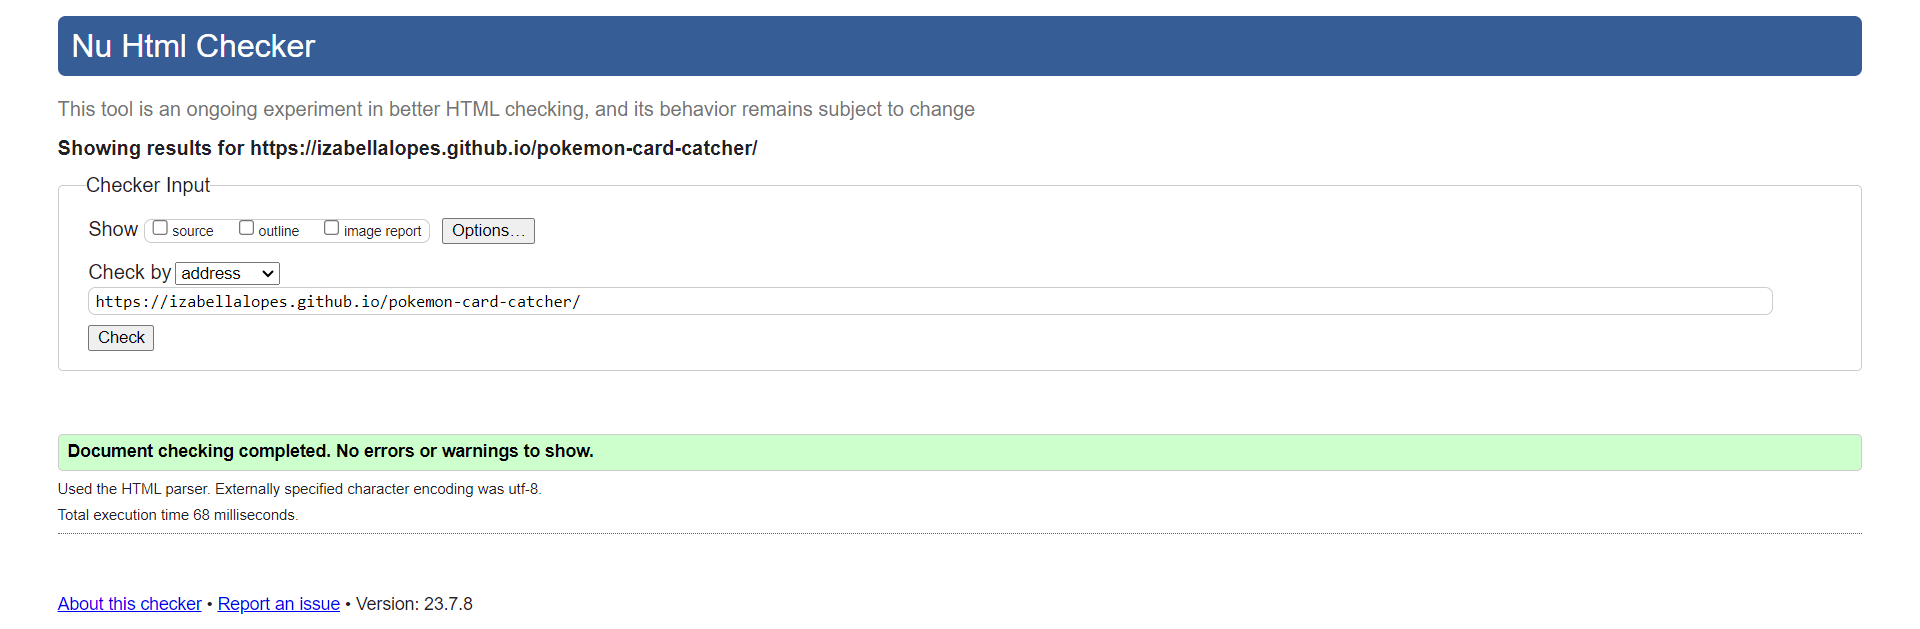 Nu Html Checker
This tool is an ongoing experiment in better HTML checking, and its behavior remains subject to change
Showing results for https://izabellalopes.github.io/pokemon-card-catcher/
Checker Input
Show source outline image report Options...
Check by address
https://izabellalopes.github.io/pokemon-card-catcher/
Check
Document checking completed. No errors or warnings to show.
Used the HTML parser. Externally specified character encoding was utf-8.
Total execution time 68 milliseconds.
About this checker • Report an issue • Version: 23.7.8